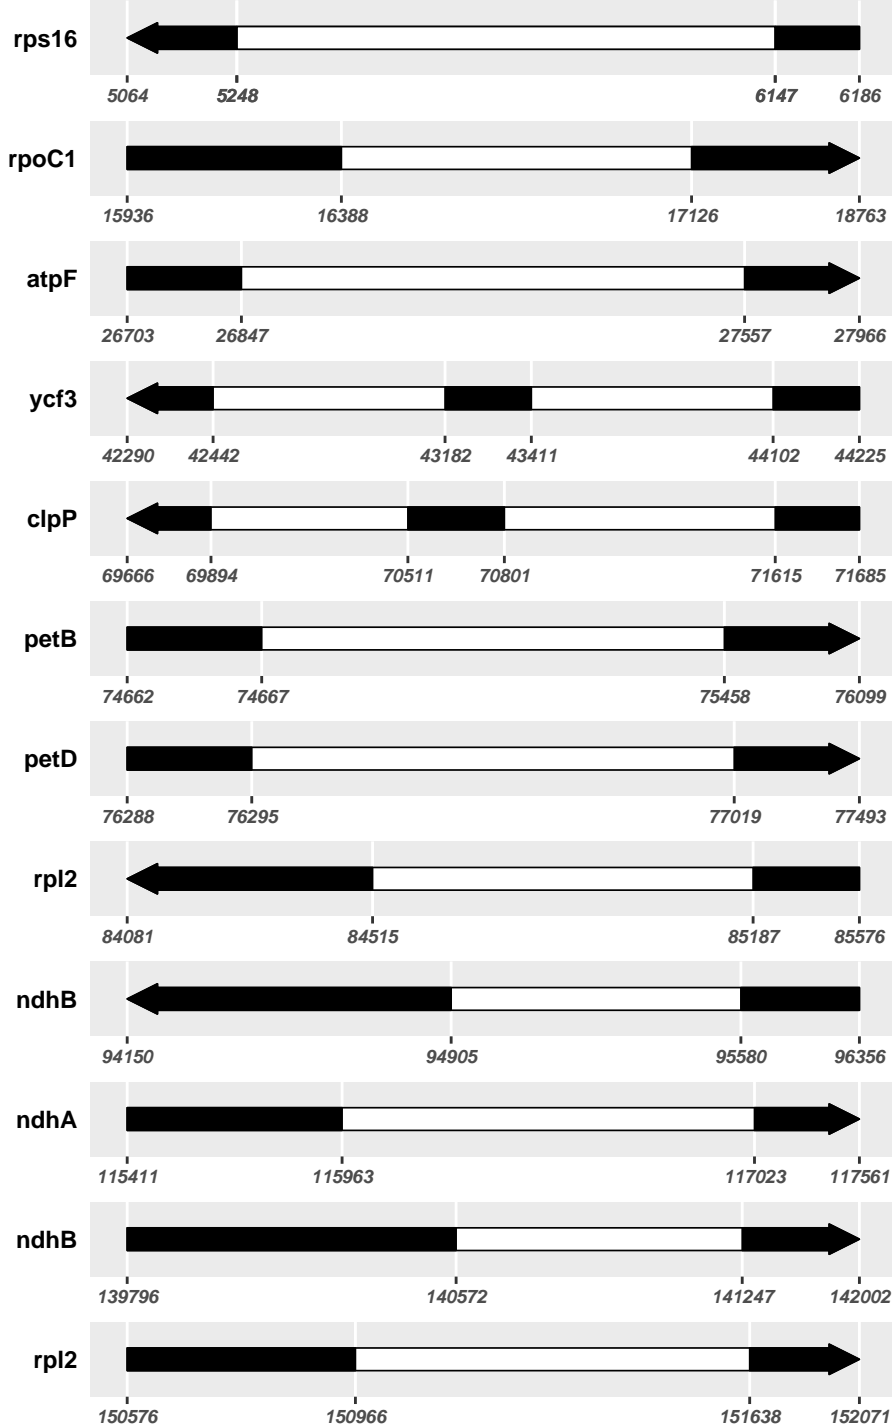 rps16
5064 5248 6147 6186
rpoC1
15936 16388 17126 18763
atpF
26703 26847 27557 27966
ycf3
42290 42442 43182 43411 44102 44225
clpP
69666 69894 70511 70801 71615 71685
petB
74662 74667 75458 76099
petD
76288 76295 77019 77493
rpl2
84081 84515 85187 85576
ndhB
94150 94905 95580 96356
ndhA
115411 115963 117023 117561
ndhB
139796 140572 141247 142002
rpl2
150576 150966 151638 152071